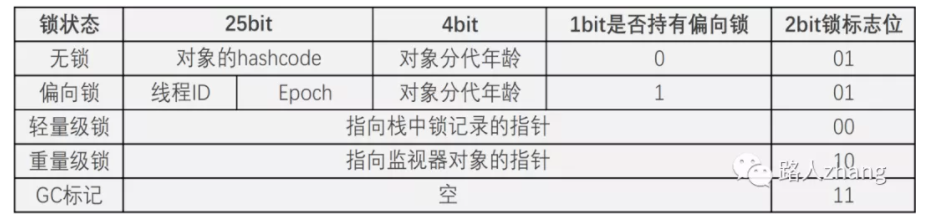 锁状态 25bit 4bit 1bit是否持有偏向锁 2bit锁标志位
无锁 对象的hashcode 对象分代年龄 0 01
偏向锁 线程ID Epoch 对象分代年龄 1 01
轻量级锁 指向栈中锁记录的指针 00
重量级锁 指向监视器对象的指针 10
GC标记 空 11
路人zhang